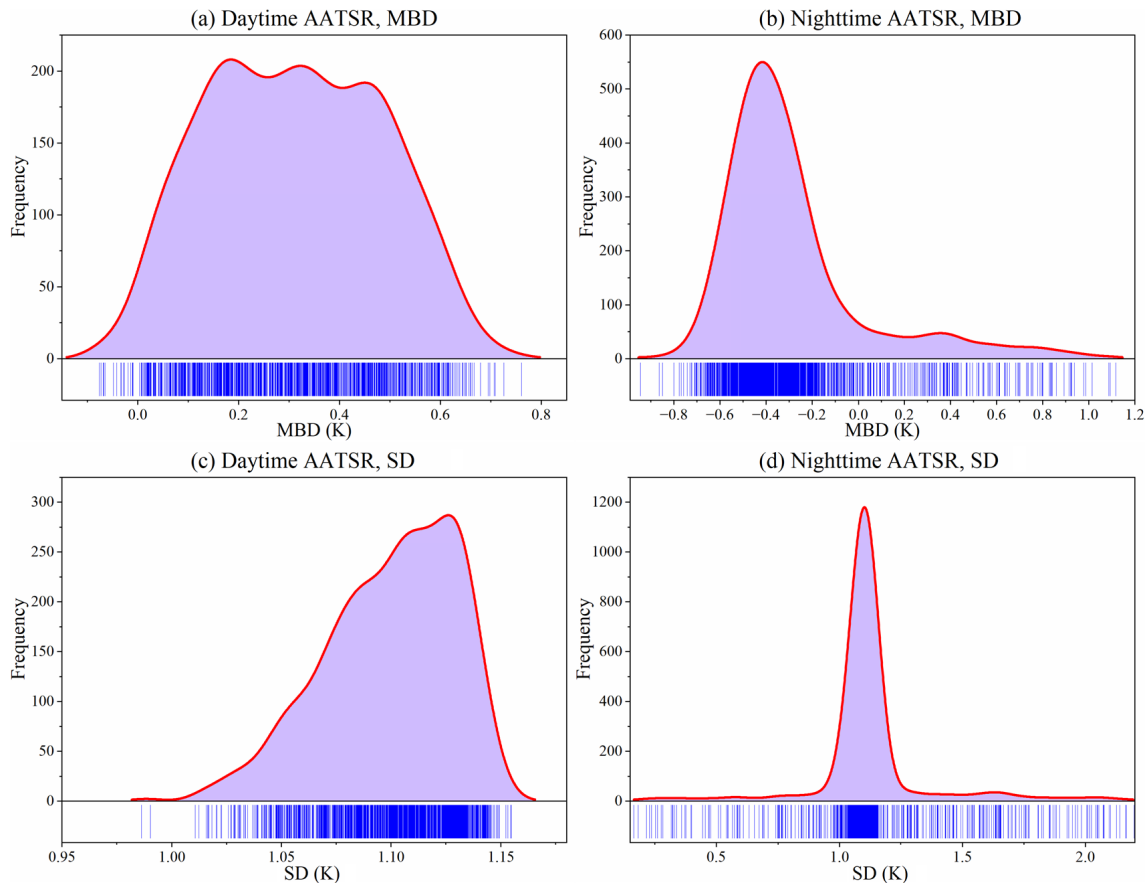 (a) Daytime AATSR, MBD
200
150
100
50
0
Frequency
0.0 0.2 0.4 0.6 0.8
MBD (K)
(b) Nighttime AATSR, MBD
600
500
400
300
200
100
0
Frequency
−0.8 −0.6 −0.4 −0.2 0.0 0.2 0.4 0.6 0.8 1.0 1.2
MBD (K)
(c) Daytime AATSR, SD
300
250
200
150
100
50
0
Frequency
0.95 1.00 1.05 1.10 1.15
SD (K)
(d) Nighttime AATSR, SD
1200
1000
800
600
400
200
0
Frequency
0.5 1.0 1.5 2.0
SD (K)